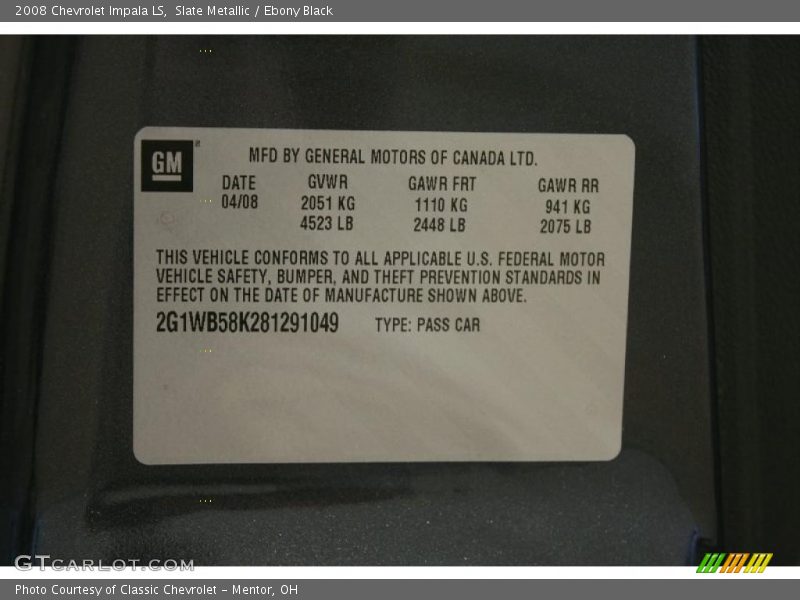 2008 Chevrolet Impala LS,  Slate Metallic / Ebony Black
GM
MFD BY GENERAL MOTORS OF CANADA LTD.
DATE GVWR GAWR FRT GAWR RR
04/08 2051 KG 1110 KG 941 KG
4523 LB 2448 LB 2075 LB
THIS VEHICLE CONFORMS TO ALL APPLICABLE U.S. FEDERAL MOTOR
VEHICLE SAFETY, BUMPER, AND THEFT PREVENTION STANDARDS IN
EFFECT ON THE DATE OF MANUFACTURE SHOWN ABOVE.
2G1WB58K281291049 TYPE: PASS CAR
GTCARLOT.COM
Photo Courtesy of Classic Chevrolet - Mentor, OH